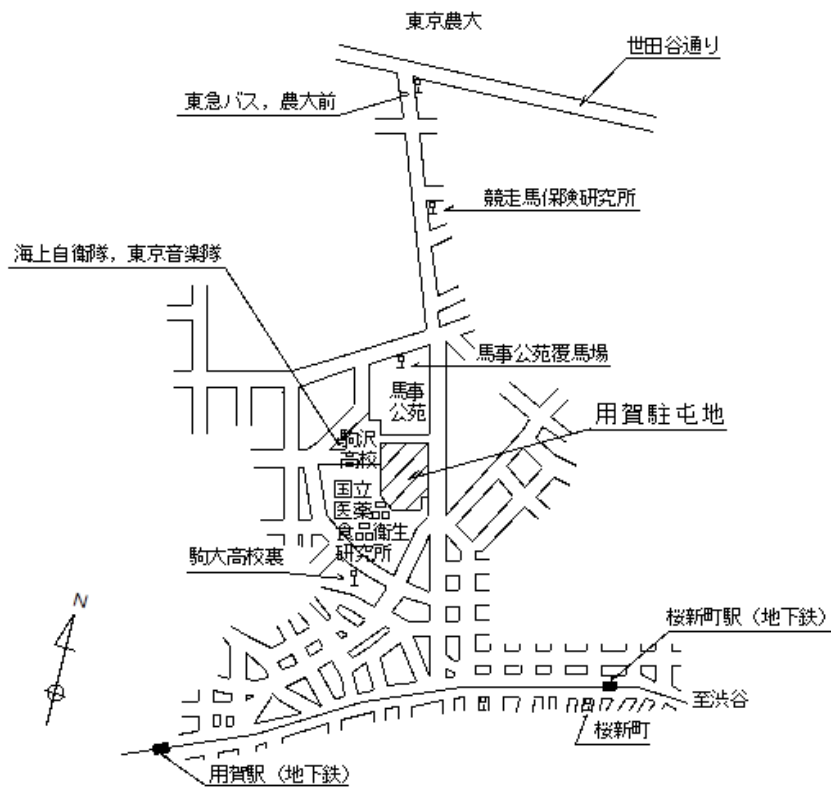 東京農大
世田谷通り
東急バス，農大前
競走馬保険研究所
海上自衛隊，東京音楽隊
馬事公苑覆馬場
馬事
公苑
用賀駐屯地
駒沢
高校
国立
医薬品
食品衛生
研究所
駒大高校裏
N
桜新町駅（地下鉄）
至渋谷
桜新町
用賀駅（地下鉄）